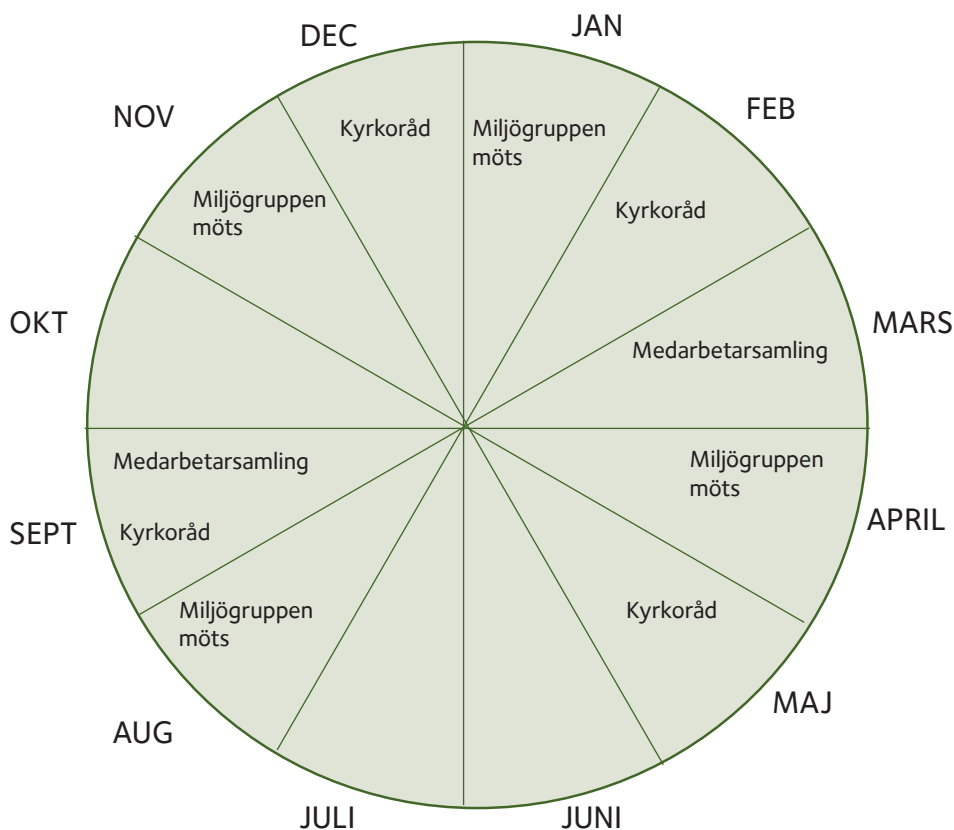 JAN
Miljögruppen
möts
FEB
Kyrkoråd
MARS
Medarbetarsamling
APRIL
Miljögruppen
möts
MAJ
Kyrkoråd
JUNI
JULI
AUG
Miljögruppen
möts
SEPT
Medarbetarsamling
Kyrkoråd
OKT
NOV
Miljögruppen
möts
DEC
Kyrkoråd